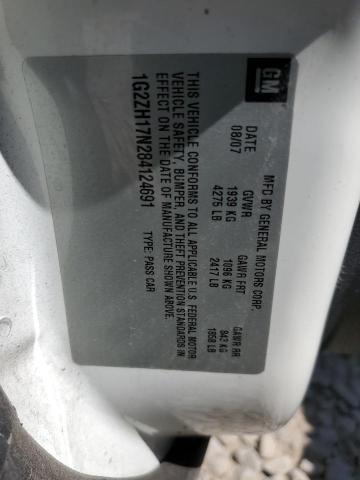 GM
MFD BY GENERAL MOTORS CORP.
DATE GVWR GAWR FRT GAWR RR
08/07 1939 KG 1096 KG 843 KG
4275 LB 2417 LB 1858 LB
THIS VEHICLE CONFORMS TO ALL APPLICABLE U.S. FEDERAL MOTOR
VEHICLE SAFETY, BUMPER, AND THEFT PREVENTION STANDARDS IN
EFFECT ON THE DATE OF MANUFACTURE SHOWN ABOVE.
1G2ZH17N284124691 TYPE: PASS CAR